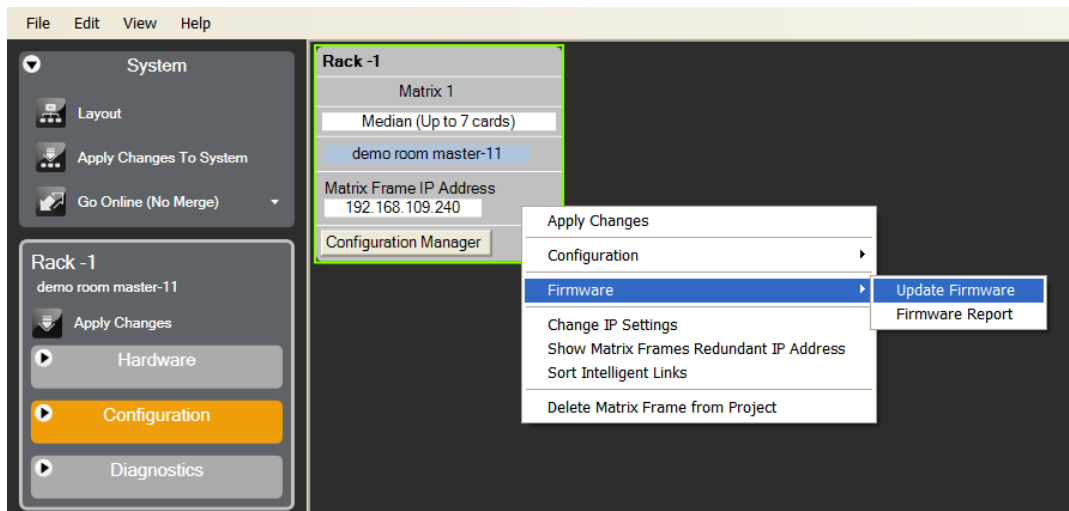 File Edit View Help
System
Layout
Apply Changes To System
Go Online (No Merge)
Rack -1
demo room master-11
Apply Changes
Hardware
Configuration
Diagnostics
Rack -1
Matrix 1
Median (Up to 7 cards)
demo room master-11
Matrix Frame IP Address
192.168.109.240
Configuration Manager
Apply Changes
Configuration
Firmware
Change IP Settings
Show Matrix Frames Redundant IP Address
Sort Intelligent Links
Delete Matrix Frame from Project
Update Firmware
Firmware Report